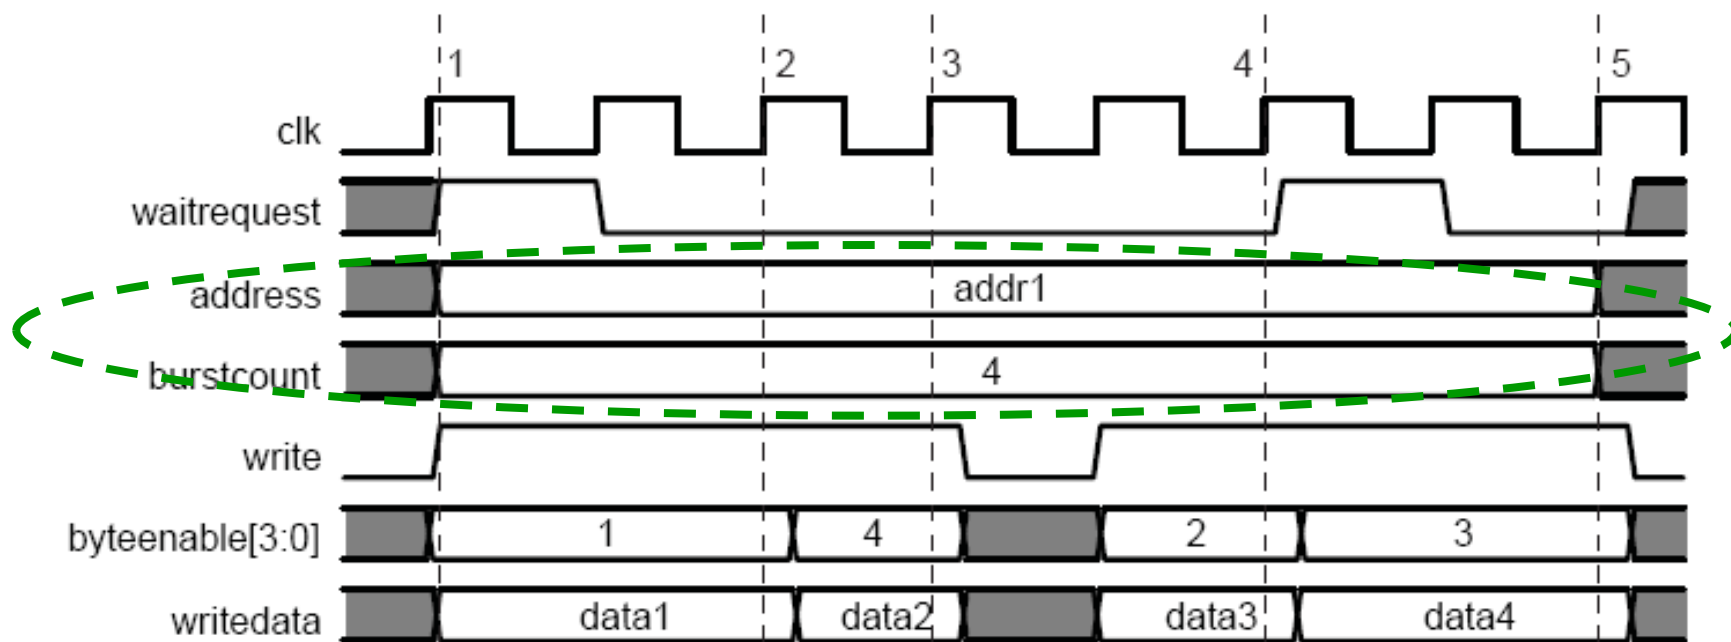 1 2 3 4 5
clk
waitrequest
address addr1
burstcount 4
write
byteenable[3:0] 1 4 2 3
writedata data1 data2 data3 data4